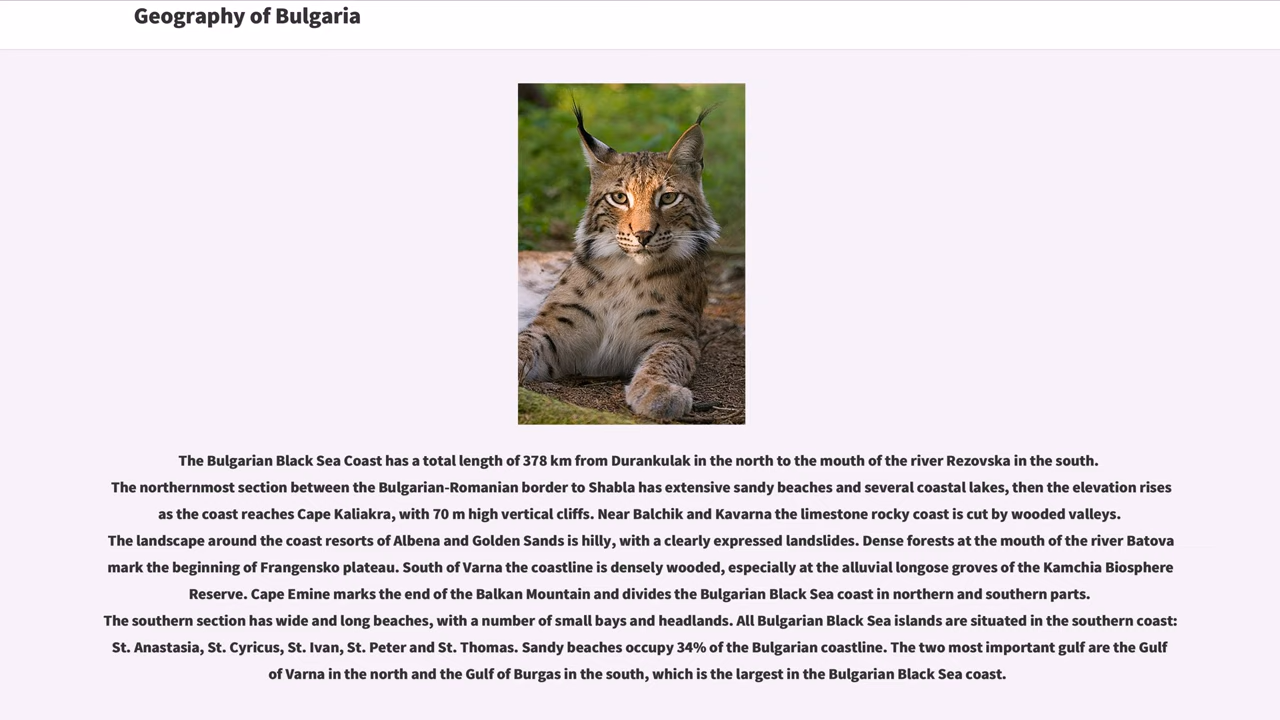 Geography of Bulgaria
The Bulgarian Black Sea Coast has a total length of 378 km from Durankulak in the north to the mouth of the river Rezovska in the south.
The northernmost section between the Bulgarian-Romanian border to Shabla has extensive sandy beaches and several coastal lakes, then the elevation rises
as the coast reaches Cape Kaliakra, with 70 m high vertical cliffs. Near Balchik and Kavarna the limestone rocky coast is cut by wooded valleys.
The landscape around the coast resorts of Albena and Golden Sands is hilly, with a clearly expressed landslides. Dense forests at the mouth of the river Batova
mark the beginning of Frangensko plateau. South of Varna the coastline is densely wooded, especially at the alluvial longose groves of the Kamchia Biosphere
Reserve. Cape Emine marks the end of the Balkan Mountain and divides the Bulgarian Black Sea coast in northern and southern parts.
The southern section has wide and long beaches, with a number of small bays and headlands. All Bulgarian Black Sea islands are situated in the southern coast:
St. Anastasia, St. Cyricus, St. Ivan, St. Peter and St. Thomas. Sandy beaches occupy 34% of the Bulgarian coastline. The two most important gulf are the Gulf
of Varna in the north and the Gulf of Burgas in the south, which is the largest in the Bulgarian Black Sea coast.